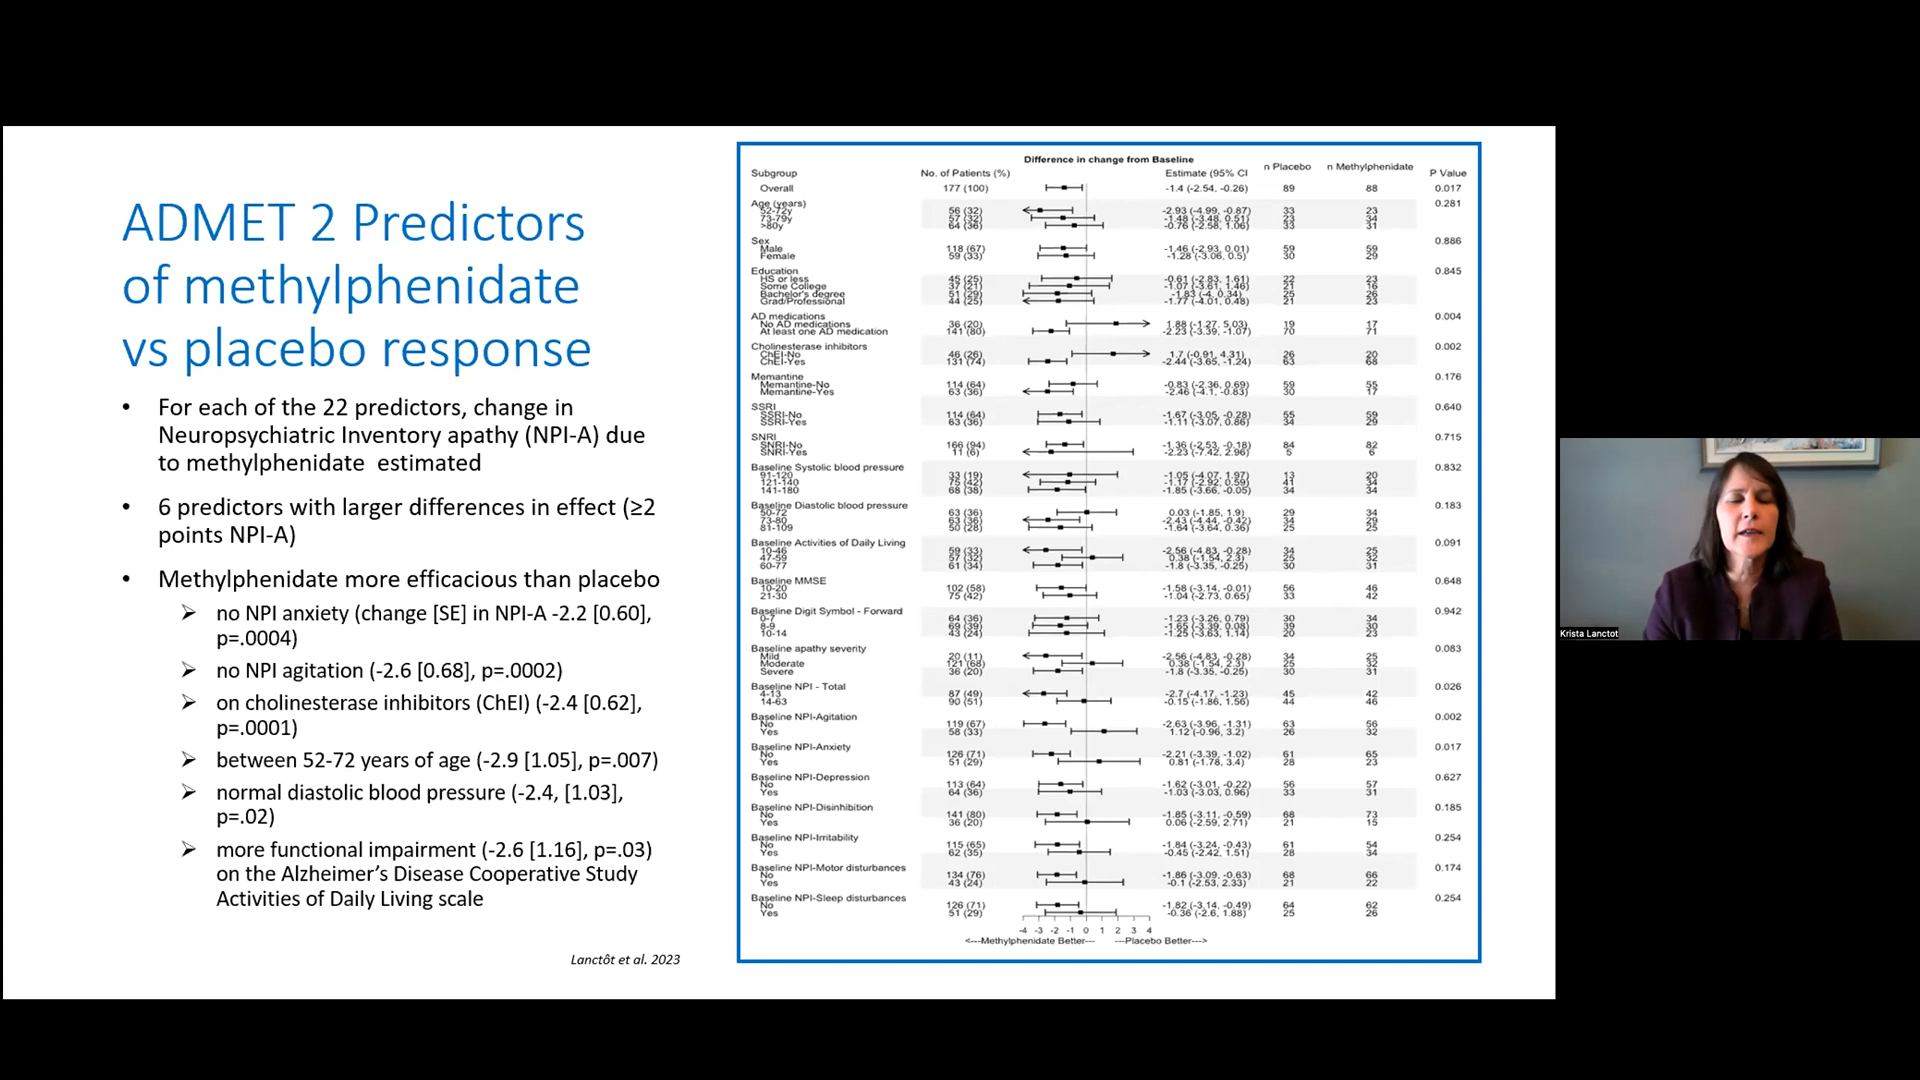 ADMET 2 Predictors
of methylphenidate
vs placebo response
• For each of the 22 predictors, change in
Neuropsychiatric Inventory apathy (NPI-A) due
to methylphenidate estimated
• 6 predictors with larger differences in effect (≥2
points NPI-A)
• Methylphenidate more efficacious than placebo
➢ no NPI anxiety (change [SE] in NPI-A -2.2 [0.60],
p=.0004)
➢ no NPI agitation (-2.6 [0.68], p=.0002)
➢ on cholinesterase inhibitors (ChEI) (-2.4 [0.62],
p=.0001)
➢ between 52-72 years of age (-2.9 [1.05], p=.007)
➢ normal diastolic blood pressure (-2.4, [1.03],
p=.02)
➢ more functional impairment (-2.6 [1.16], p=.03)
on the Alzheimer's Disease Cooperative Study
Activities of Daily Living scale
Lanctôt et al. 2023
Difference in change from Baseline
Subgroup No. of Patients (%) Estimate (95% CI n Placebo n Methylphenidate P Value
Overall 177 (100) -1.4 (-2.54, -0.26) 89 88 0.017
Age (years) 0.281
52-72y 56 (32) -2.93 (-4.99, -0.87) 33 23
73-79y 57 (32) -1.48 (-3.48, 0.51) 23 34
>80y 64 (36) -0.76 (-2.58, 1.06) 33 31
Sex 0.886
Male 118 (67) -1.46 (-2.93, 0.01) 59 59
Female 59 (33) -1.28 (-3.06, 0.5) 30 29
Education 0.845
HS or less 45 (25) -0.61 (-2.83, 1.61) 22 23
Some College 37 (21) -1.07 (-3.61, 1.46) 21 16
Bachelor's degree 51 (29) -1.83 (-4, 0.34) 25 26
Grad/Professional 44 (25) -1.77 (-4.01, 0.48) 21 23
AD medications 0.004
No AD medications 36 (20) 1.88 (-1.27, 5.03) 19 17
At least one AD medication 141 (80) -2.23 (-3.39, -1.07) 70 71
Cholinesterase inhibitors 0.002
ChEI-No 46 (26) 1.7 (-0.91, 4.31) 26 20
ChEI-Yes 131 (74) -2.44 (-3.65, -1.24) 63 68
Memantine 0.176
Memantine-No 114 (64) -0.83 (-2.36, 0.69) 59 55
Memantine-Yes 63 (36) -2.46 (-4.1, -0.83) 30 17
SSRI 0.640
SSRI-No 114 (64) -1.67 (-3.05, -0.28) 55 59
SSRI-Yes 63 (36) -1.11 (-3.07, 0.86) 34 29
SNRI 0.715
SNRI-No 166 (94) -1.36 (-2.53, -0.18) 84 82
SNRI-Yes 11 (6) -2.23 (-7.42, 2.96) 5 6
Baseline Systolic blood pressure 0.832
91-120 33 (19) -1.05 (-4.07, 1.97) 13 20
121-140 75 (42) -1.17 (-2.92, 0.59) 41 34
141-180 68 (38) -1.85 (-3.66, -0.05) 34 34
Baseline Diastolic blood pressure 0.183
50-72 63 (36) 0.03 (-1.85, 1.9) 29 34
73-80 63 (36) -2.43 (-4.44, -0.42) 34 29
81-109 50 (28) -1.64 (-3.64, 0.36) 25 25
Baseline Activities of Daily Living 0.091
10-46 59 (33) -2.56 (-4.83, -0.28) 34 25
47-59 57 (32) 0.38 (-1.54, 2.3) 25 32
60-77 61 (34) -1.8 (-3.35, -0.25) 30 31
Baseline MMSE 0.648
10-20 102 (58) -1.58 (-3.14, -0.01) 56 46
21-30 75 (42) -1.04 (-2.73, 0.65) 33 42
Baseline Digit Symbol - Forward 0.942
0-7 64 (36) -1.23 (-3.26, 0.79) 30 34
8-9 69 (39) -1.65 (-3.39, 0.08) 39 30
10-14 43 (24) -1.25 (-3.63, 1.14) 20 23
Baseline apathy severity 0.083
Mild 20 (11) -2.56 (-4.83, -0.28) 34 25
Moderate 121 (68) 0.38 (-1.54, 2.3) 25 32
Severe 36 (20) -1.8 (-3.35, -0.25) 30 31
Baseline NPI - Total 0.026
4-13 87 (49) -2.7 (-4.17, -1.23) 45 42
14-63 90 (51) -0.15 (-1.86, 1.56) 44 46
Baseline NPI-Agitation 0.002
No 119 (67) -2.63 (-3.96, -1.31) 63 56
Yes 58 (33) 1.12 (-0.96, 3.2) 26 32
Baseline NPI-Anxiety 0.017
No 126 (71) -2.21 (-3.39, -1.02) 61 65
Yes 51 (29) 0.81 (-1.78, 3.4) 28 23
Baseline NPI-Depression 0.627
No 113 (64) -1.62 (-3.01, -0.22) 56 57
Yes 64 (36) -1.03 (-3.03, 0.96) 33 31
Baseline NPI-Disinhibition 0.185
No 141 (80) -1.85 (-3.11, -0.59) 68 73
Yes 36 (20) 0.06 (-2.59, 2.71) 21 15
Baseline NPI-Irritability 0.254
No 115 (65) -1.84 (-3.24, -0.43) 61 54
Yes 62 (35) -0.45 (-2.42, 1.51) 28 34
Baseline NPI-Motor disturbances 0.174
No 134 (76) -1.86 (-3.09, -0.63) 68 66
Yes 43 (24) -0.1 (-2.53, 2.33) 21 22
Baseline NPI-Sleep disturbances 0.254
No 126 (71) -1.82 (-3.14, -0.49) 64 62
Yes 51 (29) -0.36 (-2.6, 1.88) 25 26
-4 -3 -2 -1 0 1 2 3 4
<---Methylphenidate Better--- ---Placebo Better--->
Krista Lanctot